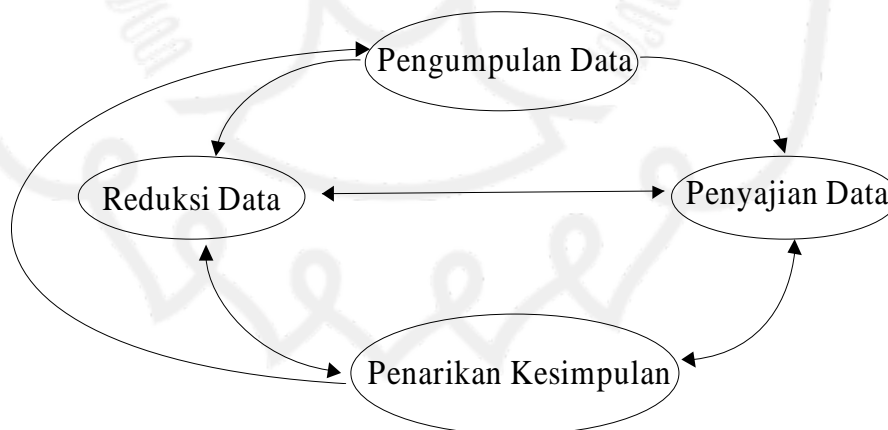 Pengumpulan Data
Reduksi Data
Penyajian Data
Penarikan Kesimpulan